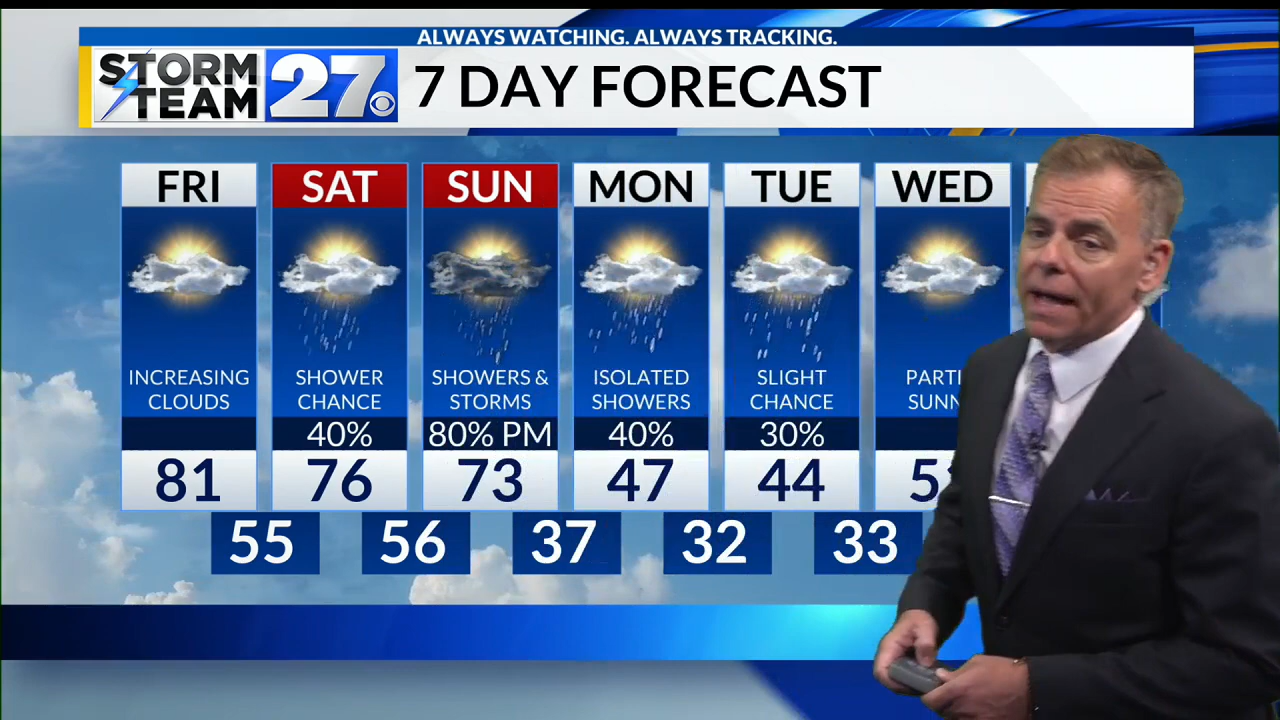 ALWAYS WATCHING. ALWAYS TRACKING.
STORM
TEAM
27
7 DAY FORECAST
FRI
SAT
SUN
MON
TUE
WED
INCREASING
CLOUDS
SHOWER
CHANCE
SHOWERS &
STORMS
ISOLATED
SHOWERS
SLIGHT
CHANCE
40%
80% PM
40%
30%
81
76
73
47
44
55
56
37
32
33